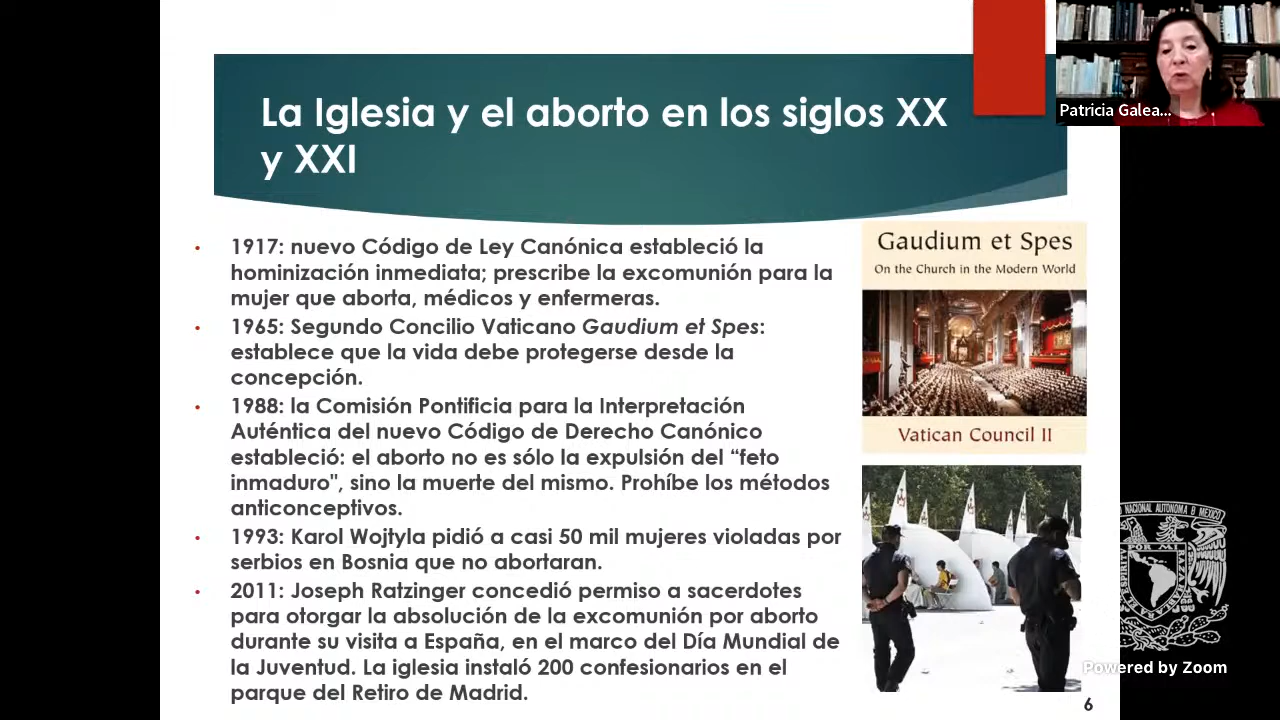 La Iglesia y el aborto en los siglos XX
y XXI
Patricia Galea...
• 1917: nuevo Código de Ley Canónica estableció la
hominización inmediata; prescribe la excomunión para la
mujer que aborta, médicos y enfermeras.
• 1965: Segundo Concilio Vaticano Gaudium et Spes:
establece que la vida debe protegerse desde la
concepción.
• 1988: la Comisión Pontificia para la Interpretación
Auténtica del nuevo Código de Derecho Canónico
estableció: el aborto no es sólo la expulsión del “feto
inmaduro", sino la muerte del mismo. Prohíbe los métodos
anticonceptivos.
• 1993: Karol Wojtyla pidió a casi 50 mil mujeres violadas por
serbios en Bosnia que no abortaran.
• 2011: Joseph Ratzinger concedió permiso a sacerdotes
para otorgar la absolución de la excomunión por aborto
durante su visita a España, en el marco del Día Mundial de
la Juventud. La iglesia instaló 200 confesionarios en el
parque del Retiro de Madrid.
Gaudium et Spes
On the Church in the Modern World
Vatican Council II
NACIONAL AUTONOMA
POR MI RAZA
Powered by Zoom
6